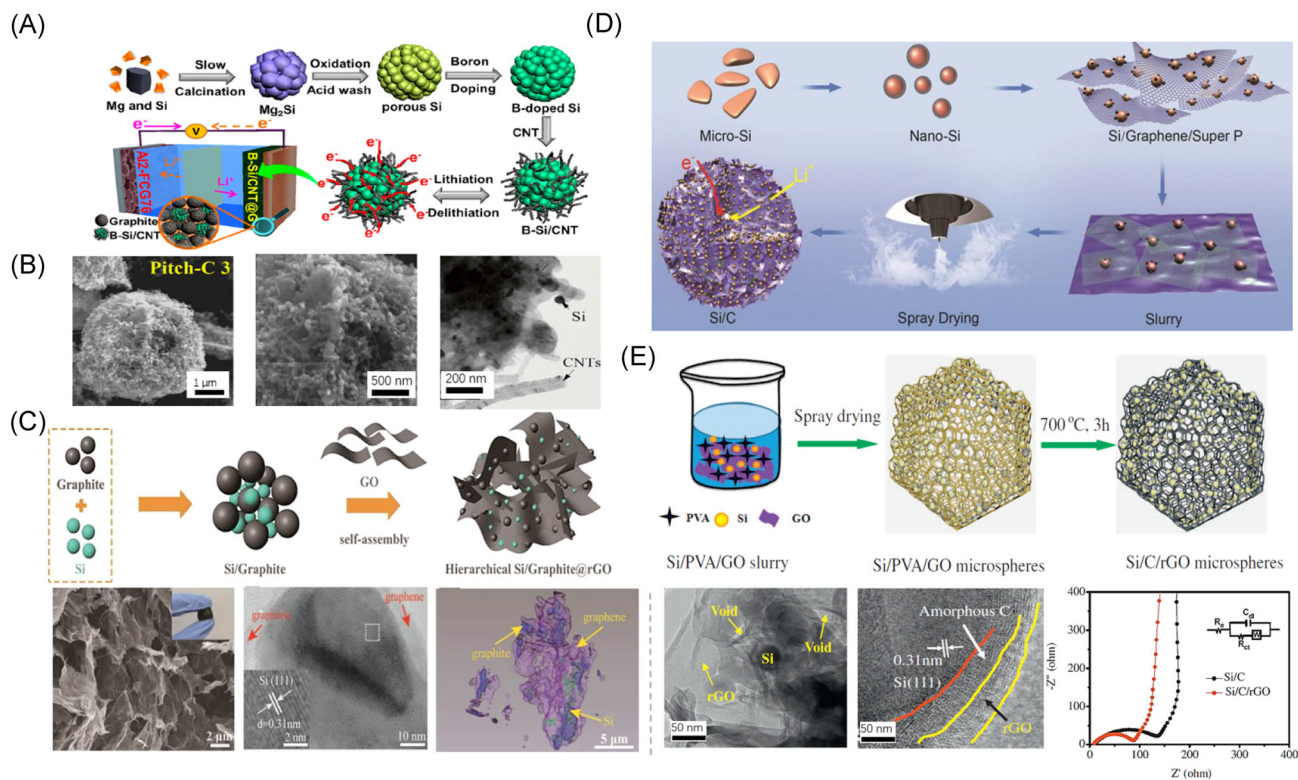 (A)
Slow
Calcination
Oxidation
Acid wash
Boron
Doping
Mg and Si
Mg₂Si
porous Si
B-doped Si
CNT
e⁻
V
e⁻
Al2-FCG76
Li⁺
Li⁺
B-Si/CNT@G
Graphite
B-Si/CNT
e⁻
e⁻
e⁻
e⁻
e⁻
e⁻
e⁻
e⁻
Lithiation
Delithiation
B-Si/CNT
(B)
Pitch-C 3
1 μm
500 nm
Si
CNTs
200 nm
(C)
Graphite
+
Si
Si/Graphite
GO
self-assembly
Hierarchical Si/Graphite@rGO
2 μm
graphite
graphene
Si (111)
d=0.31nm
2 nm
10 nm
graphite
graphene
Si
5 μm
(D)
Micro-Si
Nano-Si
Si/Graphene/Super P
e⁻
Li⁺
Si/C
Spray Drying
Slurry
(E)
Spray drying
700 °C, 3h
PVA Si GO
Si/PVA/GO slurry
Si/PVA/GO microspheres
Si/C/rGO microspheres
Void
Void
Si
rGO
50 nm
Amorphous C
0.31nm
Si(111)
rGO
50 nm
-Z" (ohm)
400
300
200
100
0
Rₑ
C_dl
R_ct
W
Si/C
Si/C/rGO
0 100 200 300 400
Z' (ohm)